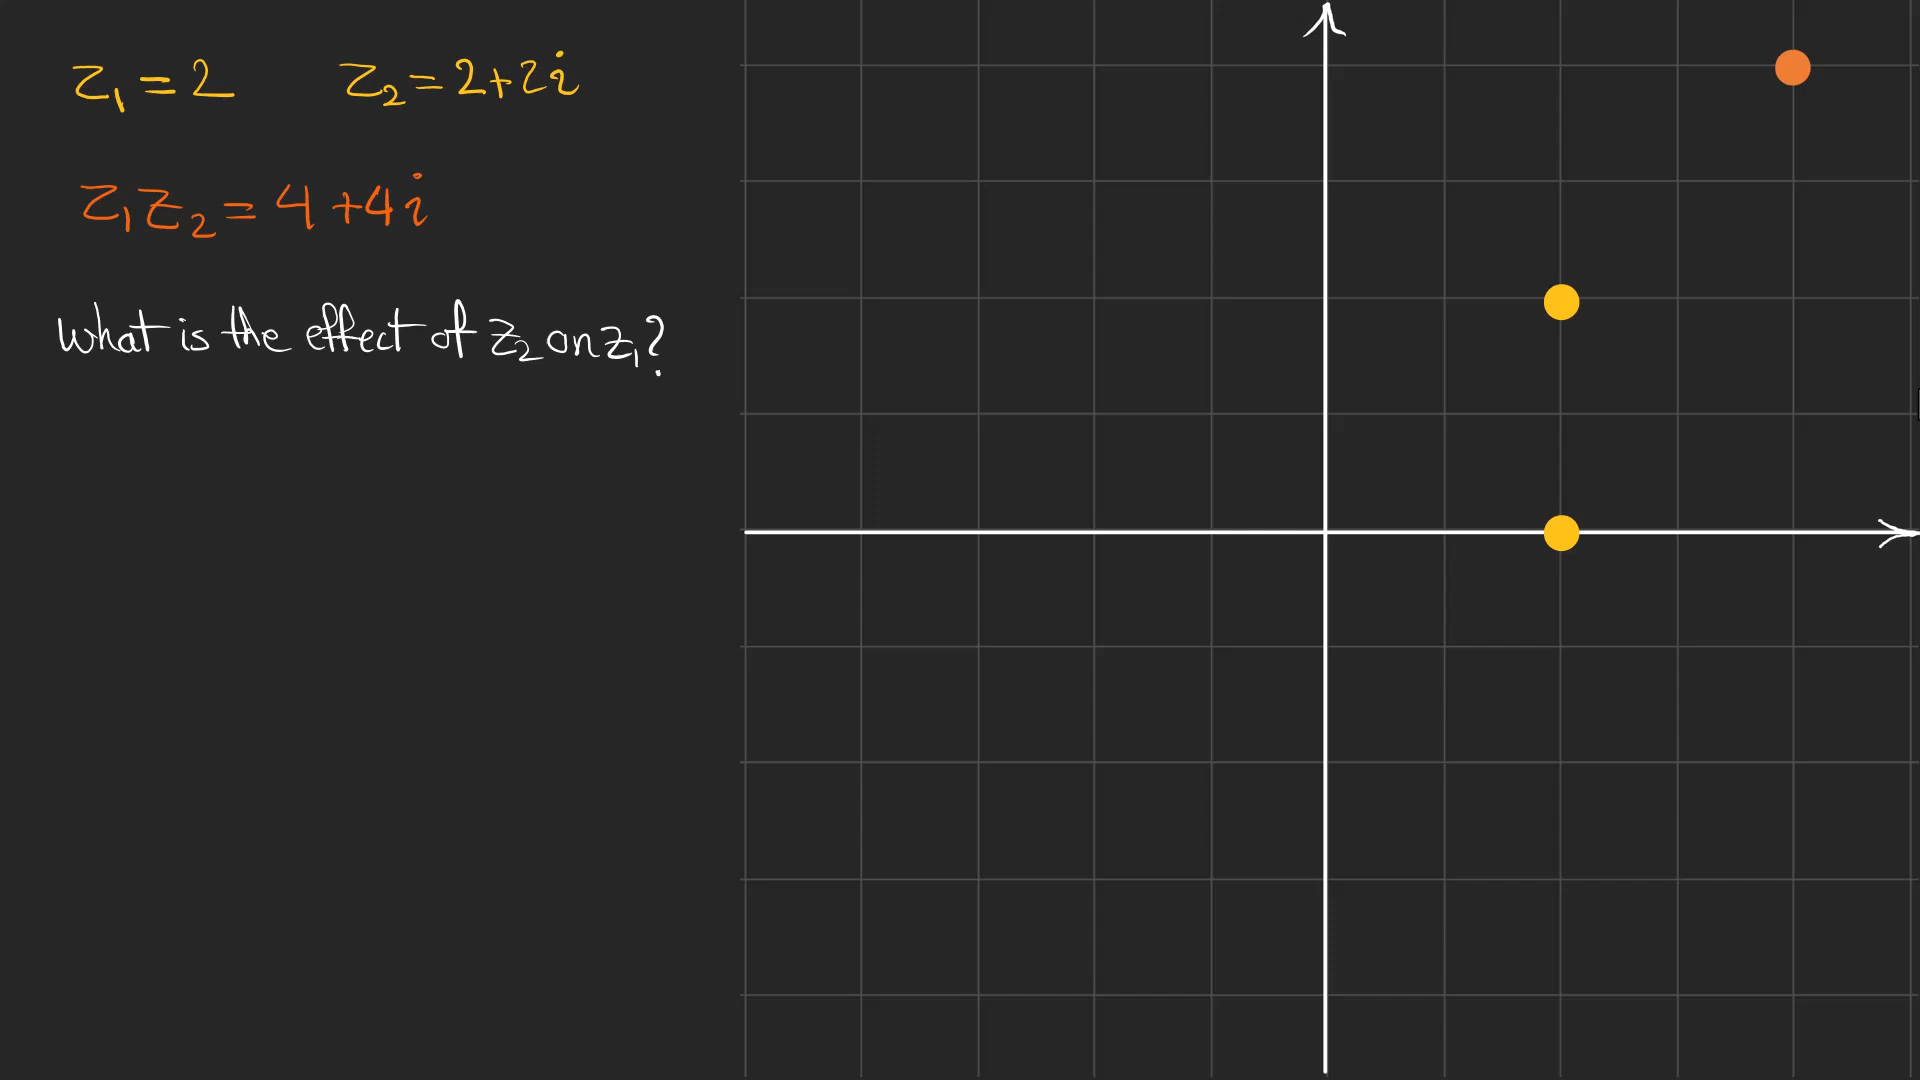 z₁ = 2 z₂ = 2+2i
z₁z₂ = 4+4i
What is the effect of z₂ on z₁?